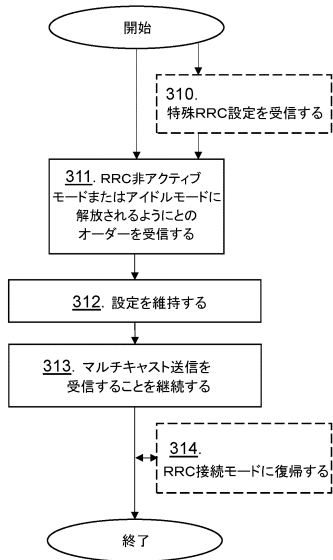 開始
310.
特殊RRC設定を受信する
311. RRC非アクティブ
モードまたはアイドルモードに
解放されるようにとの
オーダーを受信する
312. 設定を維持する
313. マルチキャスト送信を
受信することを継続する
314.
RRC接続モードに復帰する
終了